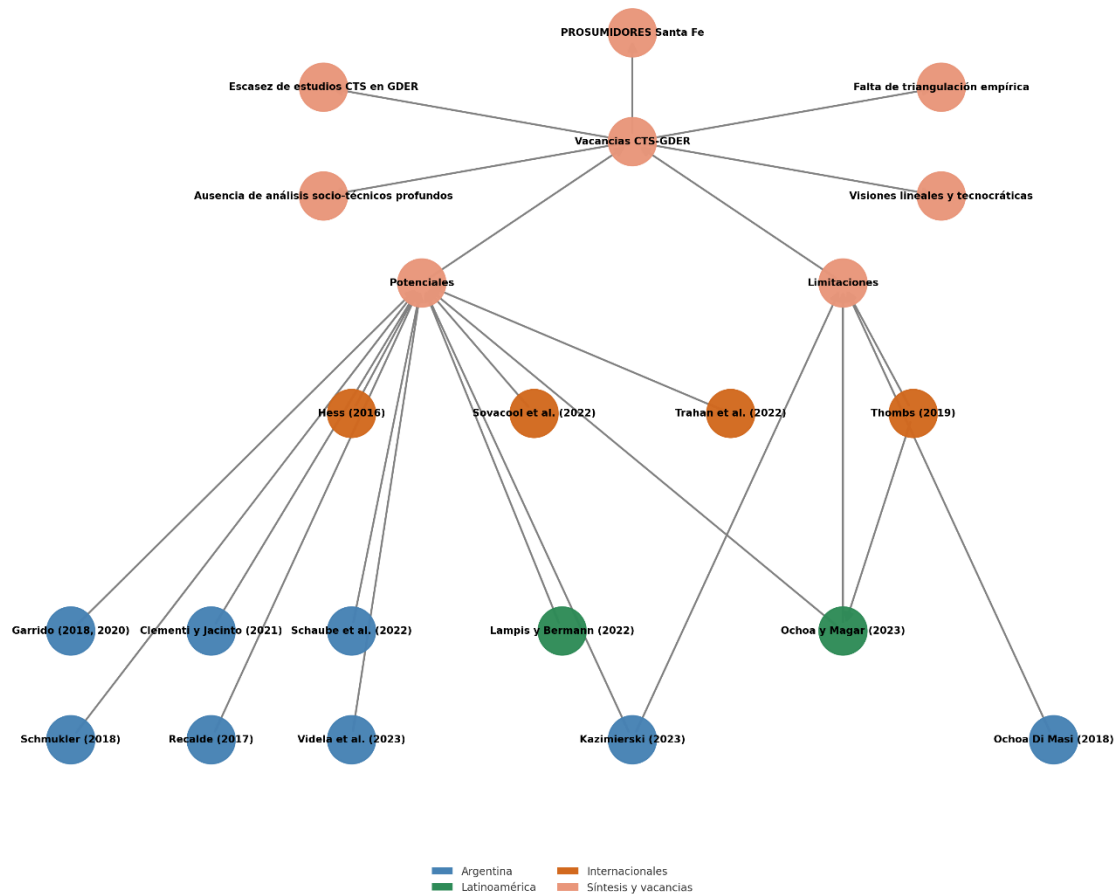 PROSUMIDORES Santa Fe
Escasez de estudios CTS en GDER
Falta de triangulación empírica
Vacancias CTS-GDER
Ausencia de análisis socio-técnicos profundos
Visiones lineales y tecnocráticas
Potenciales
Limitaciones
Hess (2016)
Sovacool et al. (2022)
Trahan et al. (2022)
Thombs (2019)
Garrido (2018, 2020)
Clementi y Jacinto (2021)
Schaube et al. (2022)
Lampis y Bermann (2022)
Ochoa y Magar (2023)
Schmukler (2018)
Recalde (2017)
Videla et al. (2023)
Kazimierski (2023)
Ochoa Di Masi (2018)
Argentina
Latinoamérica
Internacionales
Síntesis y vacancias